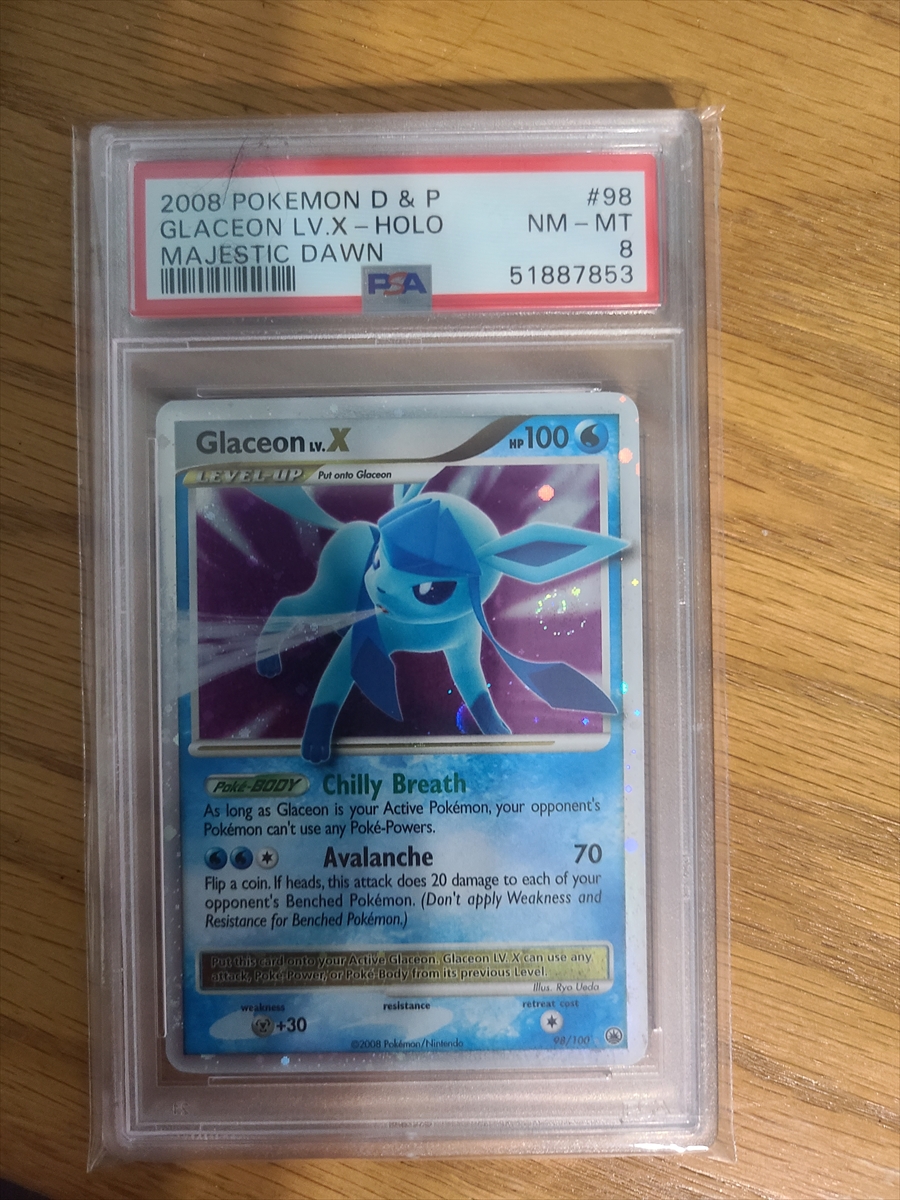 2008 POKEMON D & P #98
GLACEON LV.X - HOLO NM - MT
MAJESTIC DAWN 8
PSA 51887853
Glaceon LV.X HP 100
LEVEL-UP Put onto Glaceon
Poké-BODY Chilly Breath
As long as Glaceon is your Active Pokémon, your opponent's
Pokémon can't use any Poké-Powers.
Avalanche 70
Flip a coin. If heads, this attack does 20 damage to each of your
opponent's Benched Pokémon. (Don't apply Weakness and
Resistance for Benched Pokémon.)
Put this card onto your Active Glaceon. Glaceon LV. X can use any
attack, Poké-Power, or Poké-Body from its previous Level.
Illus. Ryo Ueda
weakness resistance retreat cost
+30
©2008 Pokémon/Nintendo 98/100